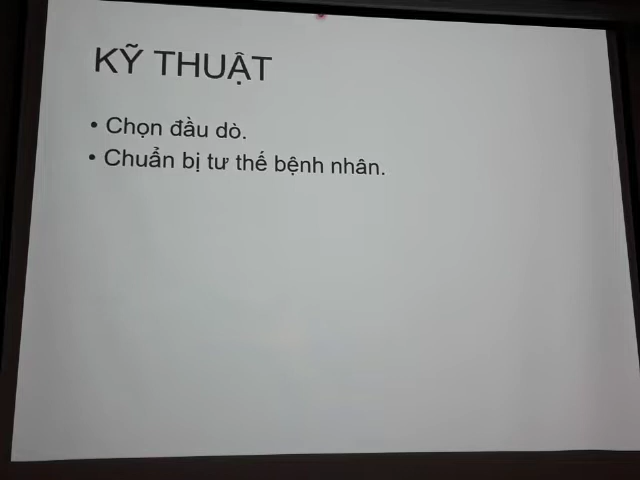 KỸ THUẬT
• Chọn đầu dò.
• Chuẩn bị tư thế bệnh nhân.